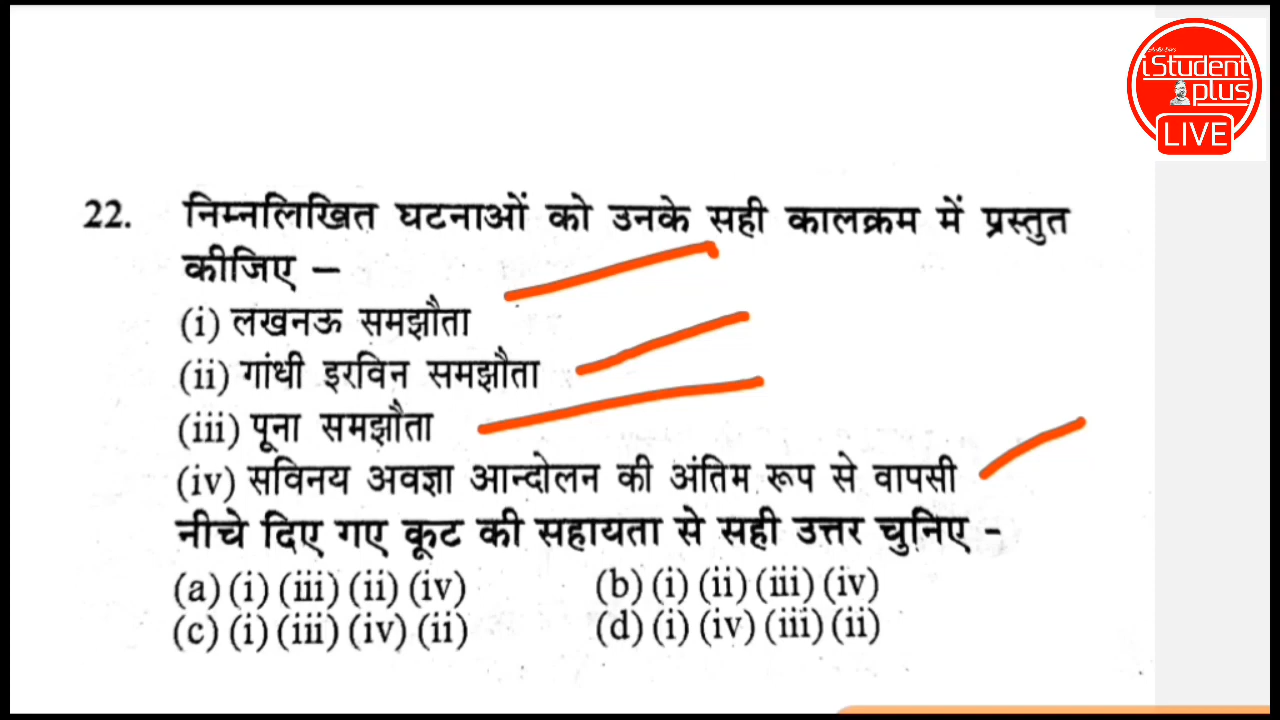 iStudent
plus
LIVE
22. निम्नलिखित घटनाओं को उनके सही कालक्रम में प्रस्तुत
कीजिए –
(i) लखनऊ समझौता
(ii) गांधी इरविन समझौता
(iii) पूना समझौता
(iv) सविनय अवज्ञा आन्दोलन की अंतिम रूप से वापसी
नीचे दिए गए कूट की सहायता से सही उत्तर चुनिए -
(a) (i) (iii) (ii) (iv) (b) (i) (ii) (iii) (iv)
(c) (i) (iii) (iv) (ii) (d) (i) (iv) (iii) (ii)